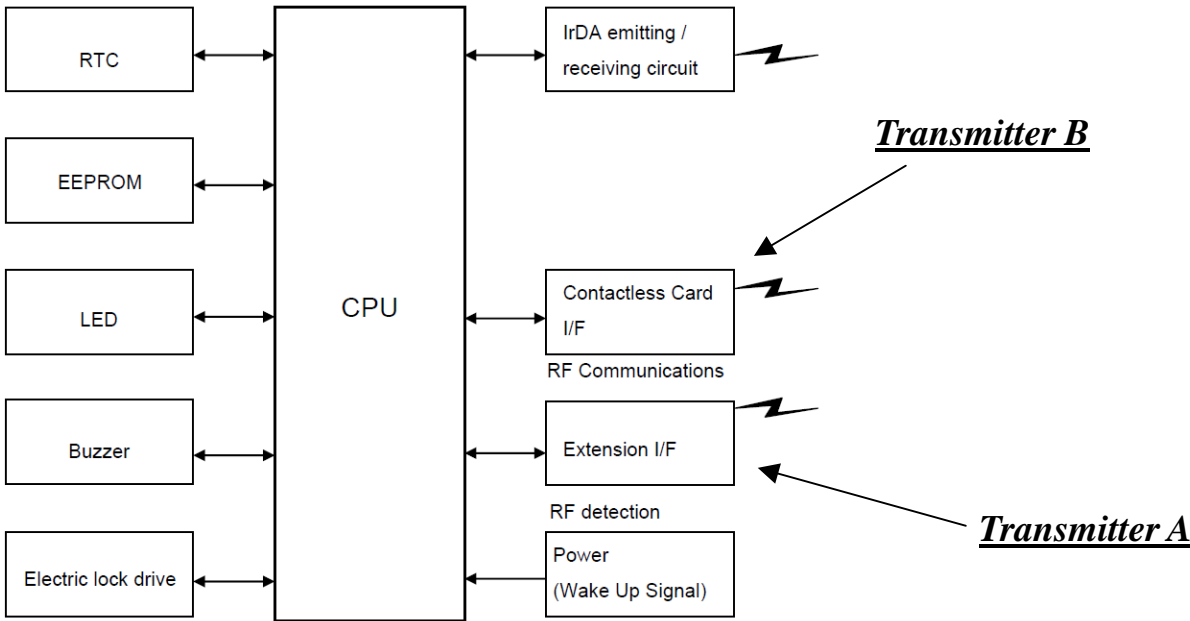 RTC
EEPROM
LED
Buzzer
Electric lock drive
CPU
IrDA emitting /
receiving circuit
Transmitter B
Contactless Card
I/F
RF Communications
Extension I/F
RF detection
Transmitter A
Power
(Wake Up Signal)